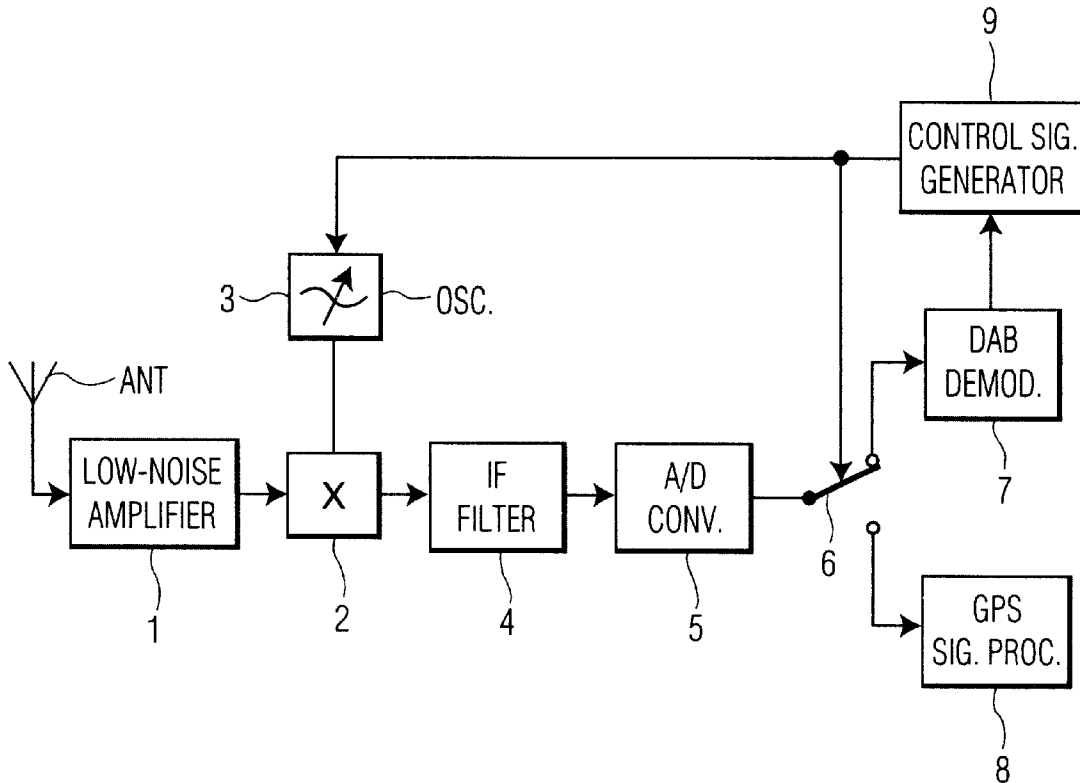 9
CONTROL SIG.
GENERATOR
3
OSC.
ANT
DAB
DEMOD.
7
LOW-NOISE
AMPLIFIER
1
X
2
IF
FILTER
4
A/D
CONV.
5
6
GPS
SIG. PROC.
8